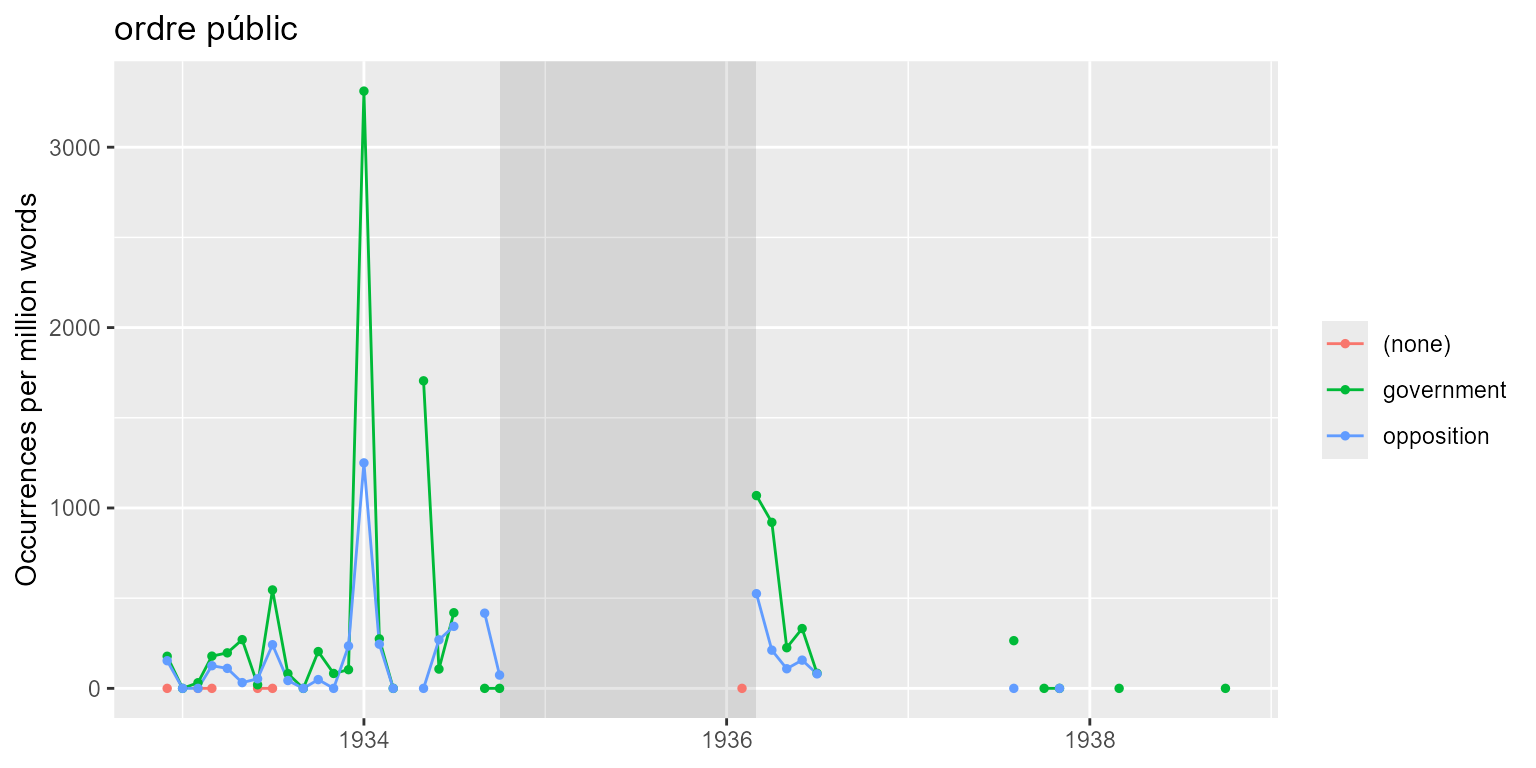 ordre públic
Occurrences per million words
3000
2000
1000
0
1934
1936
1938
(none)
government
opposition